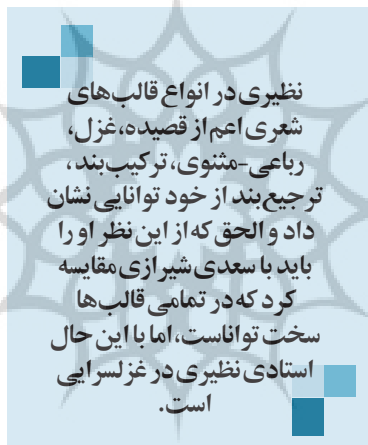 نظیری در انواع قالب‌های
شعری اعم از قصیده، غزل،
رباعی-مثنوی، ترکیب‌بند،
ترجیع‌بند از خود توانایی نشان
داد و الحق که از این نظر او را
باید با سعدی شیرازی مقایسه
کرد که در تمامی قالب‌ها
سخت تواناست، اما با این حال
استادی نظیری در غزلسرایی
است.